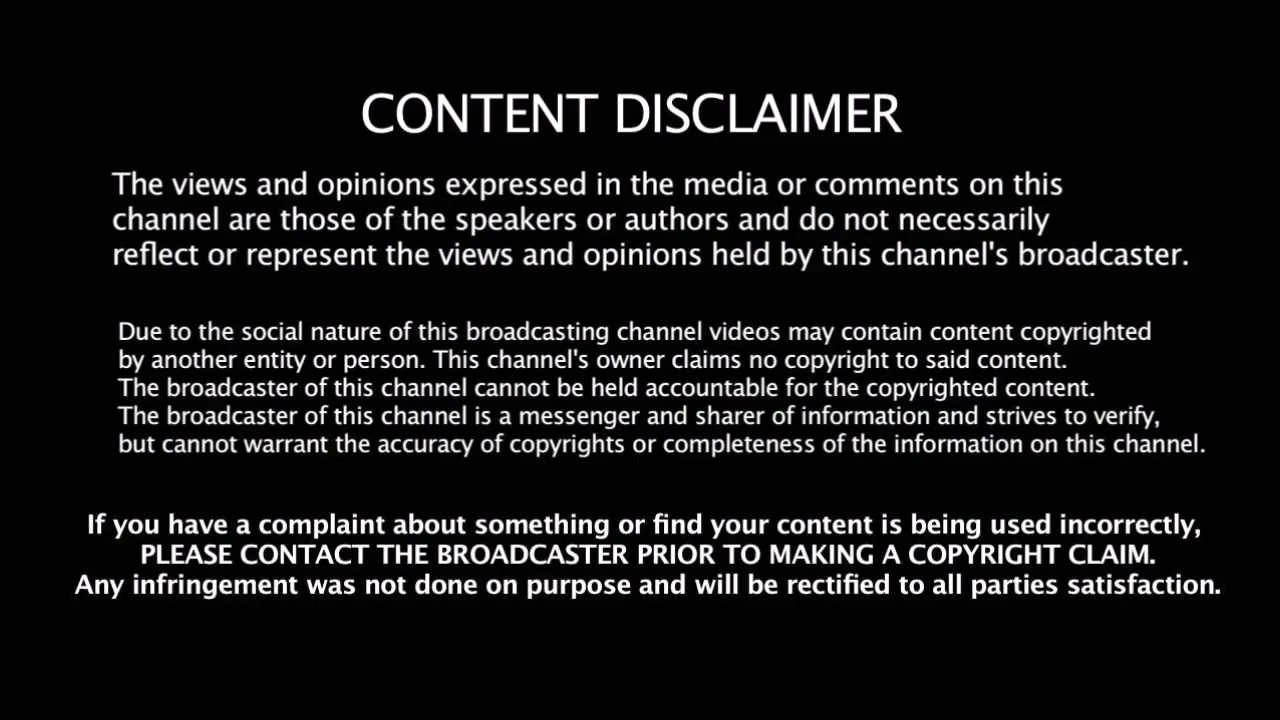 CONTENT DISCLAIMER
The views and opinions expressed in the media or comments on this
channel are those of the speakers or authors and do not necessarily
reflect or represent the views and opinions held by this channel's broadcaster.
Due to the social nature of this broadcasting channel videos may contain content copyrighted
by another entity or person. This channel's owner claims no copyright to said content.
The broadcaster of this channel cannot be held accountable for the copyrighted content.
The broadcaster of this channel is a messenger and sharer of information and strives to verify,
but cannot warrant the accuracy of copyrights or completeness of the information on this channel.
If you have a complaint about something or find your content is being used incorrectly,
PLEASE CONTACT THE BROADCASTER PRIOR TO MAKING A COPYRIGHT CLAIM.
Any infringement was not done on purpose and will be rectified to all parties satisfaction.